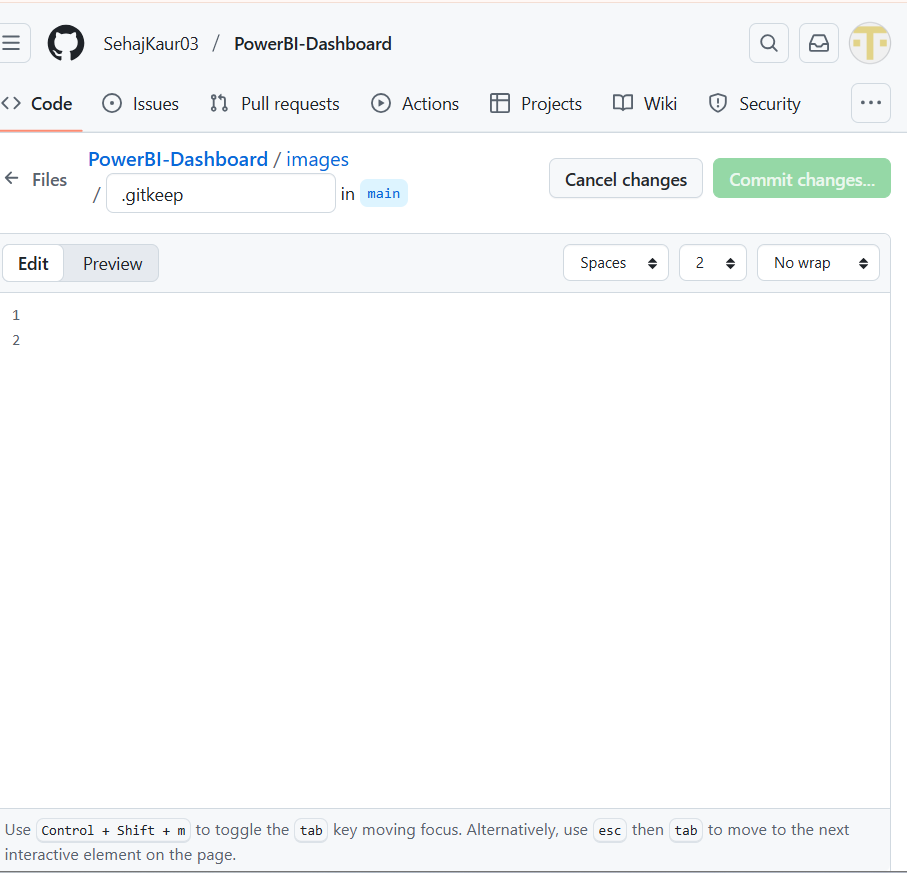 SehajKaur03 / PowerBI-Dashboard
Code Issues Pull requests Actions Projects Wiki Security
Files
PowerBI-Dashboard / images
/ .gitkeep in main
Cancel changes Commit changes...
Edit Preview Spaces 2 No wrap
1
2
Use Control + Shift + m to toggle the tab key moving focus. Alternatively, use esc then tab to move to the next
interactive element on the page.